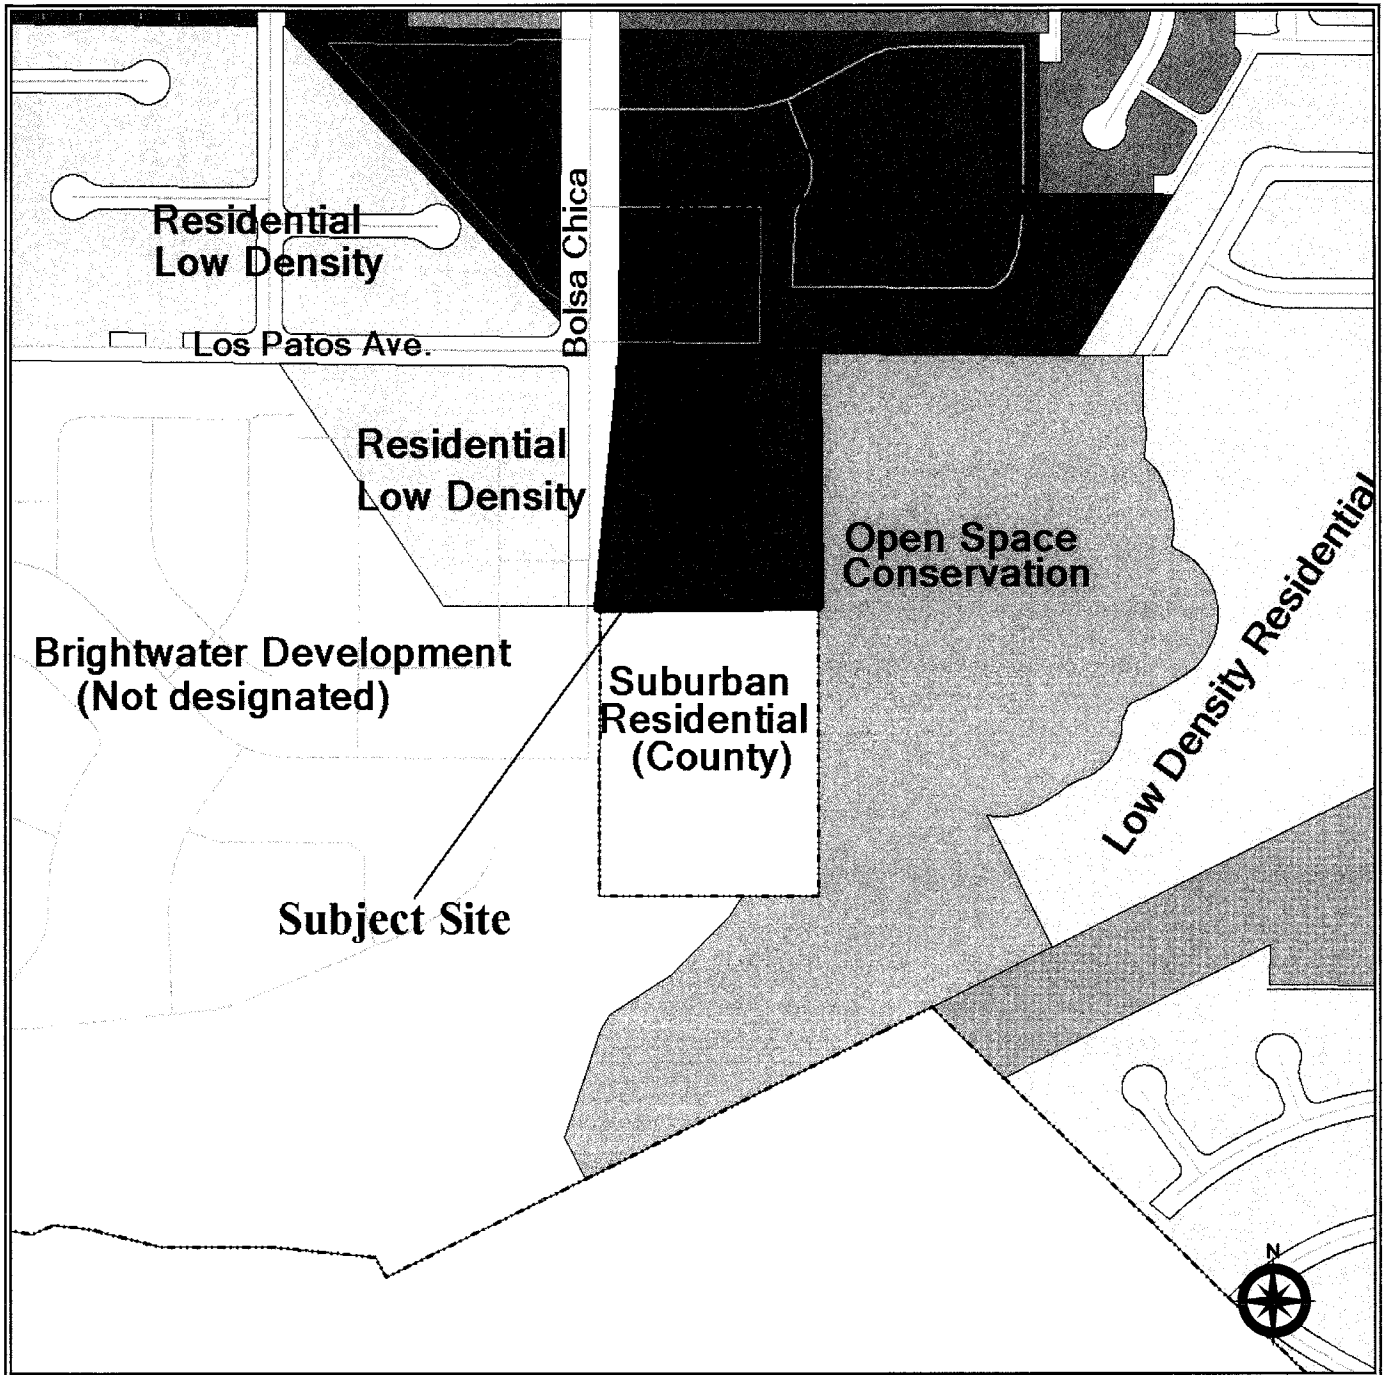 Residential
Low Density
Bolsa Chica
Los Patos Ave.
Residential
Low Density
Open Space
Conservation
Low Density Residential
Brightwater Development
(Not designated)
Suburban
Residential
(County)
Subject Site
N